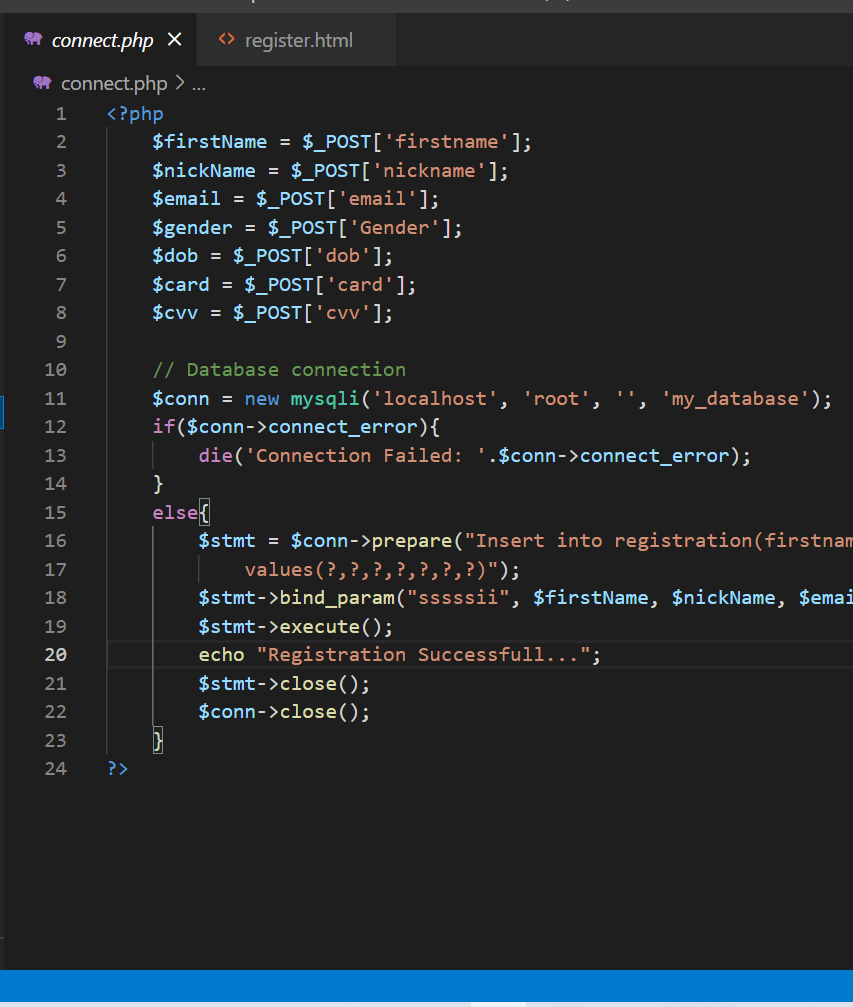 connect.php
register.html
connect.php > ...
1 <?php
2 $firstName = $_POST['firstname'];
3 $nickName = $_POST['nickname'];
4 $email = $_POST['email'];
5 $gender = $_POST['Gender'];
6 $dob = $_POST['dob'];
7 $card = $_POST['card'];
8 $cvv = $_POST['cvv'];
9
10 // Database connection
11 $conn = new mysqli('localhost', 'root', '', 'my_database');
12 if($conn->connect_error){
13 die('Connection Failed: '.$conn->connect_error);
14 }
15 else{
16 $stmt = $conn->prepare("Insert into registration(firstnam
17 values(?,?,?,?,?,?,?)");
18 $stmt->bind_param("sssssii", $firstName, $nickName, $emai
19 $stmt->execute();
20 echo "Registration Successfull...";
21 $stmt->close();
22 $conn->close();
23 }
24 ?>